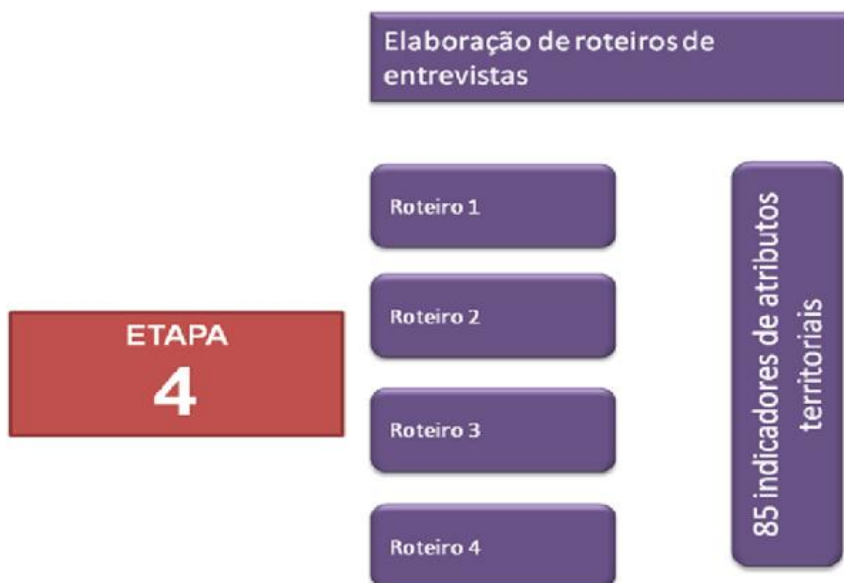 Elaboração de roteiros de
entrevistas
Roteiro 1
Roteiro 2
Roteiro 3
Roteiro 4
ETAPA
4
85 indicadores de atributos
territoriais